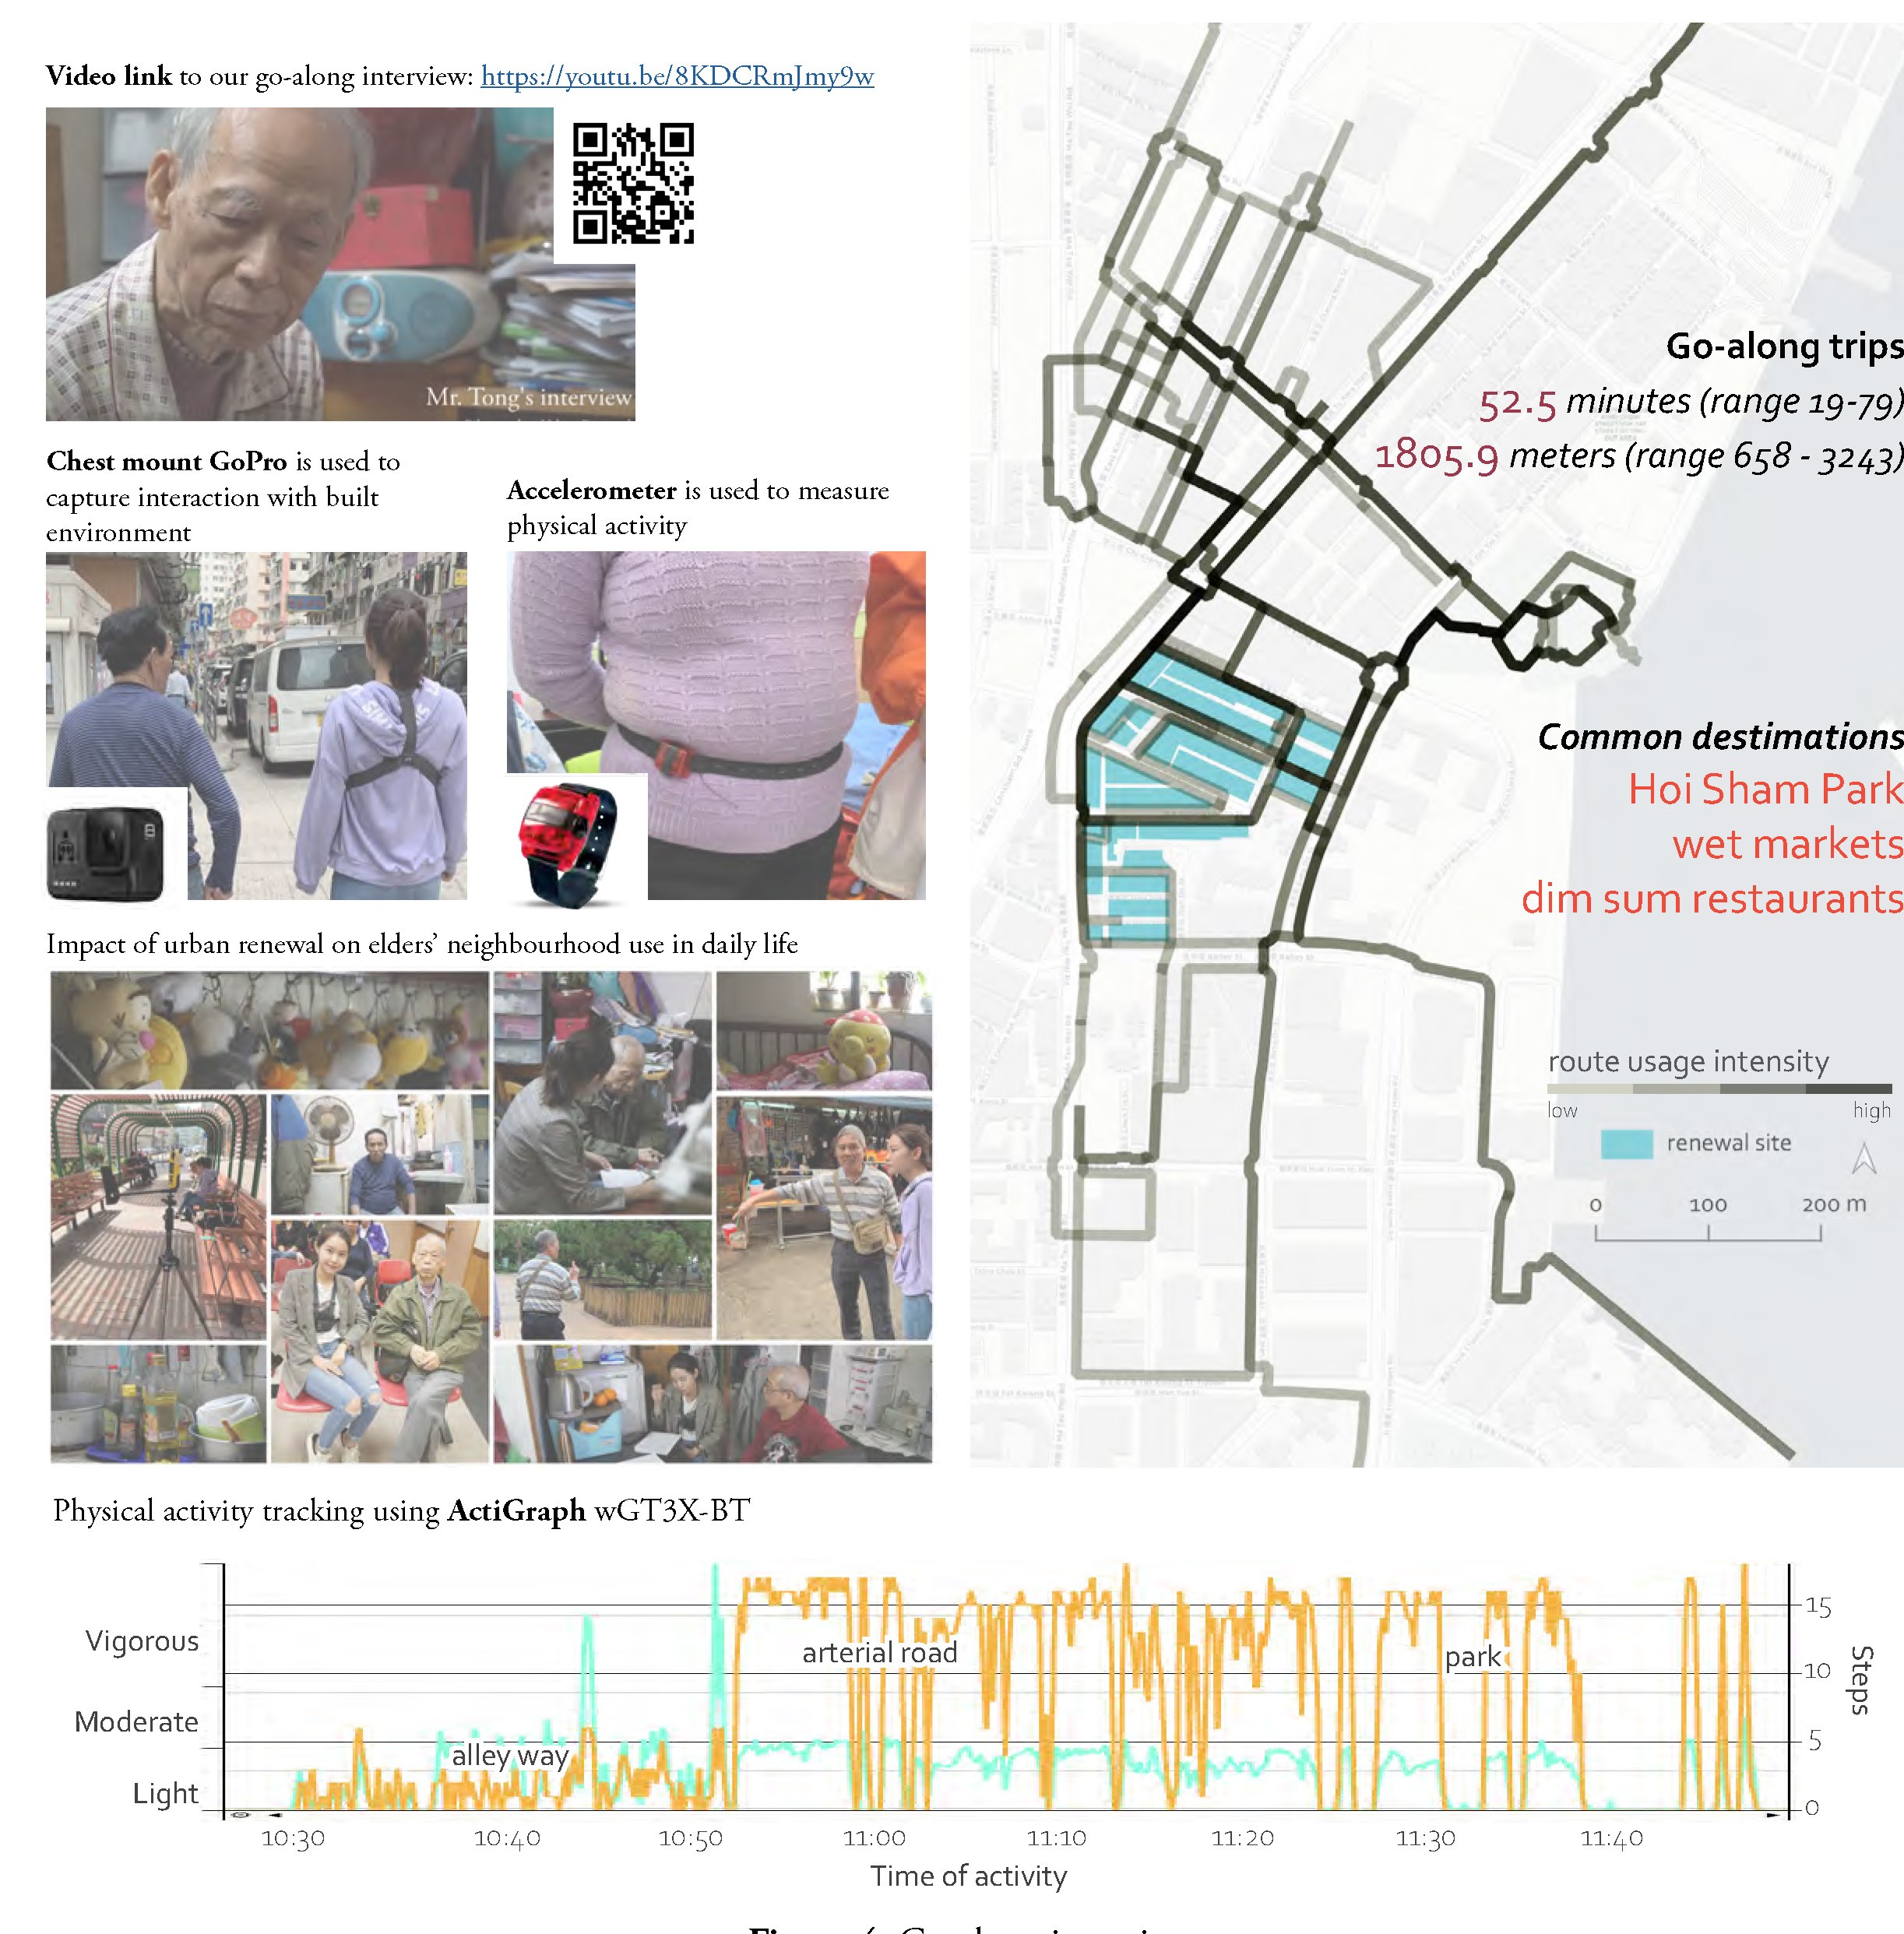 Video link to our go-along interview: https://youtu.be/8KDCRmJmy9w
Mr. Tong's interview
Chest mount GoPro is used to
capture interaction with built
environment
Accelerometer is used to measure
physical activity
Impact of urban renewal on elders' neighbourhood use in daily life
Go-along trips
52.5 minutes (range 19-79)
1805.9 meters (range 658 - 3243)
Common destimations
Hoi Sham Park
wet markets
dim sum restaurants
route usage intensity
low high
renewal site
0 100 200 m
Physical activity tracking using ActiGraph wGT3X-BT
Vigorous
Moderate
Light
alley way
arterial road
park
15
10
5
0
Steps
10:30 10:40 10:50 11:00 11:10 11:20 11:30 11:40
Time of activity